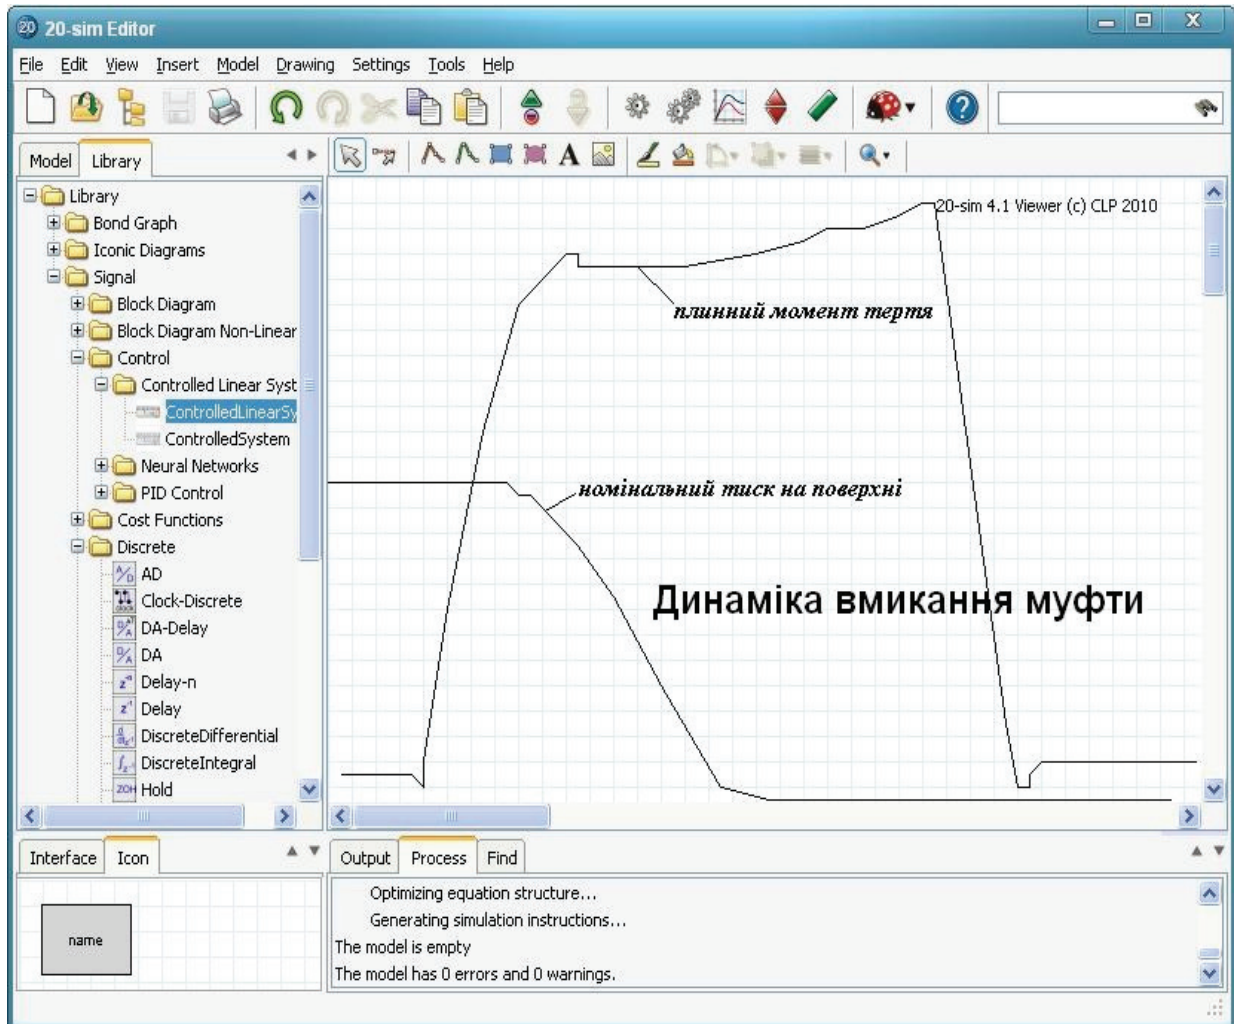 20-sim Editor
File Edit View Insert Model Drawing Settings Tools Help
Model Library
Library
Bond Graph
Iconic Diagrams
Signal
Block Diagram
Block Diagram Non-Linear
Control
Controlled Linear Syst
ControlledLinearSy
ControlledSystem
Neural Networks
PID Control
Cost Functions
Discrete
AD
Clock-Discrete
DA-Delay
DA
Delay-n
Delay
DiscreteDifferential
DiscreteIntegral
Hold
20-sim 4.1 Viewer (c) CLP 2010
плинний момент тертя
номінальний тиск на поверхні
Динаміка вмикання муфти
Interface Icon
name
Output Process Find
Optimizing equation structure...
Generating simulation instructions...
The model is empty
The model has 0 errors and 0 warnings.